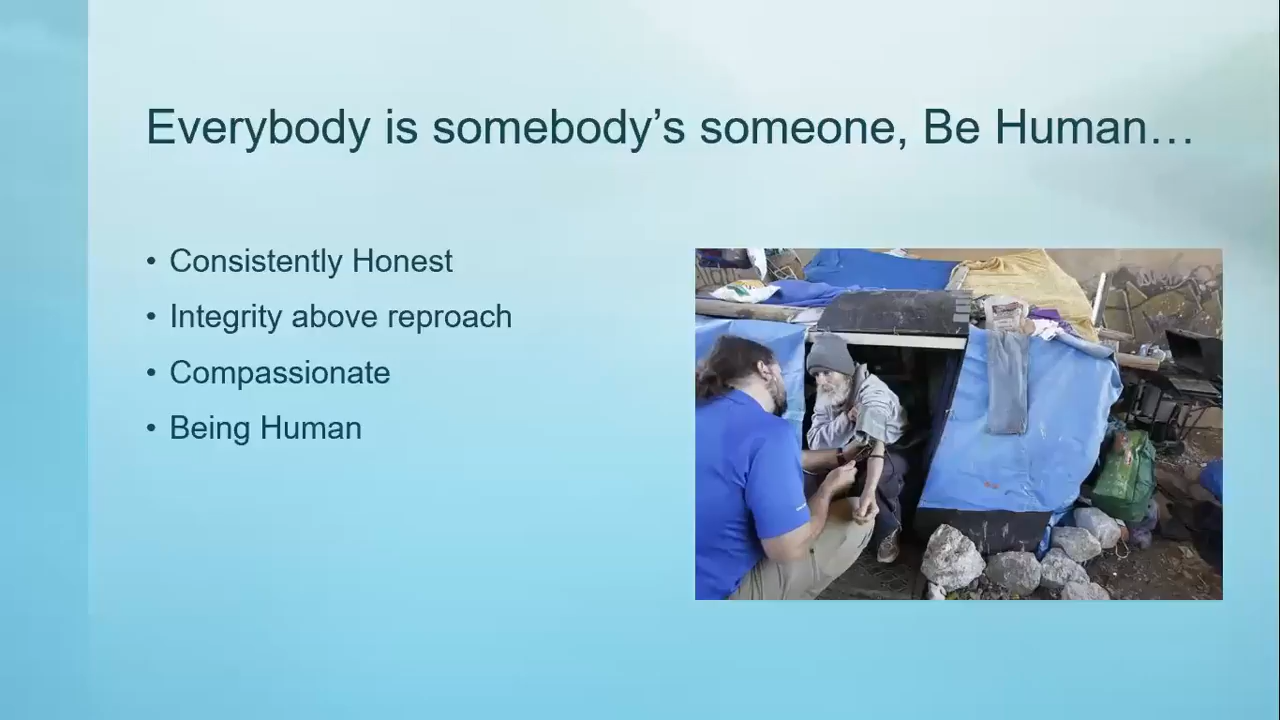 Everybody is somebody’s someone, Be Human…
• Consistently Honest
• Integrity above reproach
• Compassionate
• Being Human